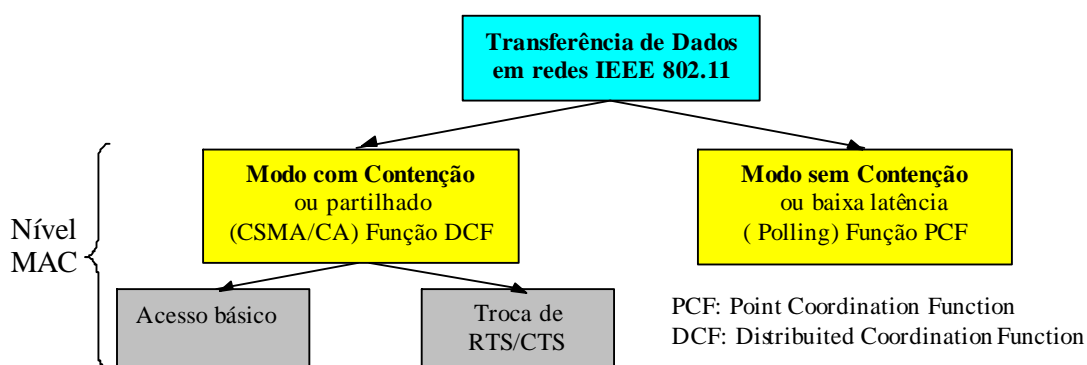 Transferência de Dados
em redes IEEE 802.11
Modo com Contenção
ou partilhado
(CSMA/CA) Função DCF
Modo sem Contenção
ou baixa latência
( Polling) Função PCF
Nível
MAC
Acesso básico
Troca de
RTS/CTS
PCF: Point Coordination Function
DCF: Distribuited Coordination Function